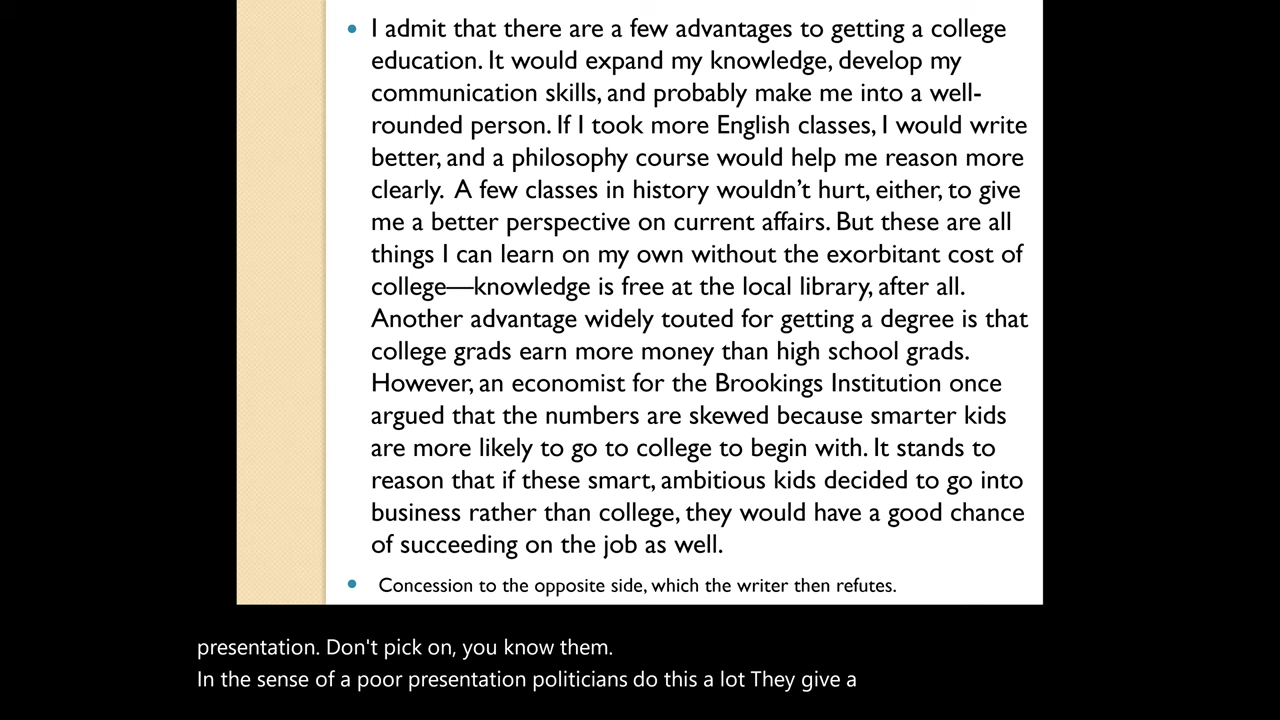 I admit that there are a few advantages to getting a college
education. It would expand my knowledge, develop my
communication skills, and probably make me into a well-
rounded person. If I took more English classes, I would write
better, and a philosophy course would help me reason more
clearly.  A few classes in history wouldn’t hurt, either, to give
me a better perspective on current affairs. But these are all
things I can learn on my own without the exorbitant cost of
college—knowledge is free at the local library, after all.
Another advantage widely touted for getting a degree is that
college grads earn more money than high school grads.
However, an economist for the Brookings Institution once
argued that the numbers are skewed because smarter kids
are more likely to go to college to begin with. It stands to
reason that if these smart, ambitious kids decided to go into
business rather than college, they would have a good chance
of succeeding on the job as well.
Concession to the opposite side, which the writer then refutes.
presentation. Don't pick on, you know them.
In the sense of a poor presentation politicians do this a lot They give a